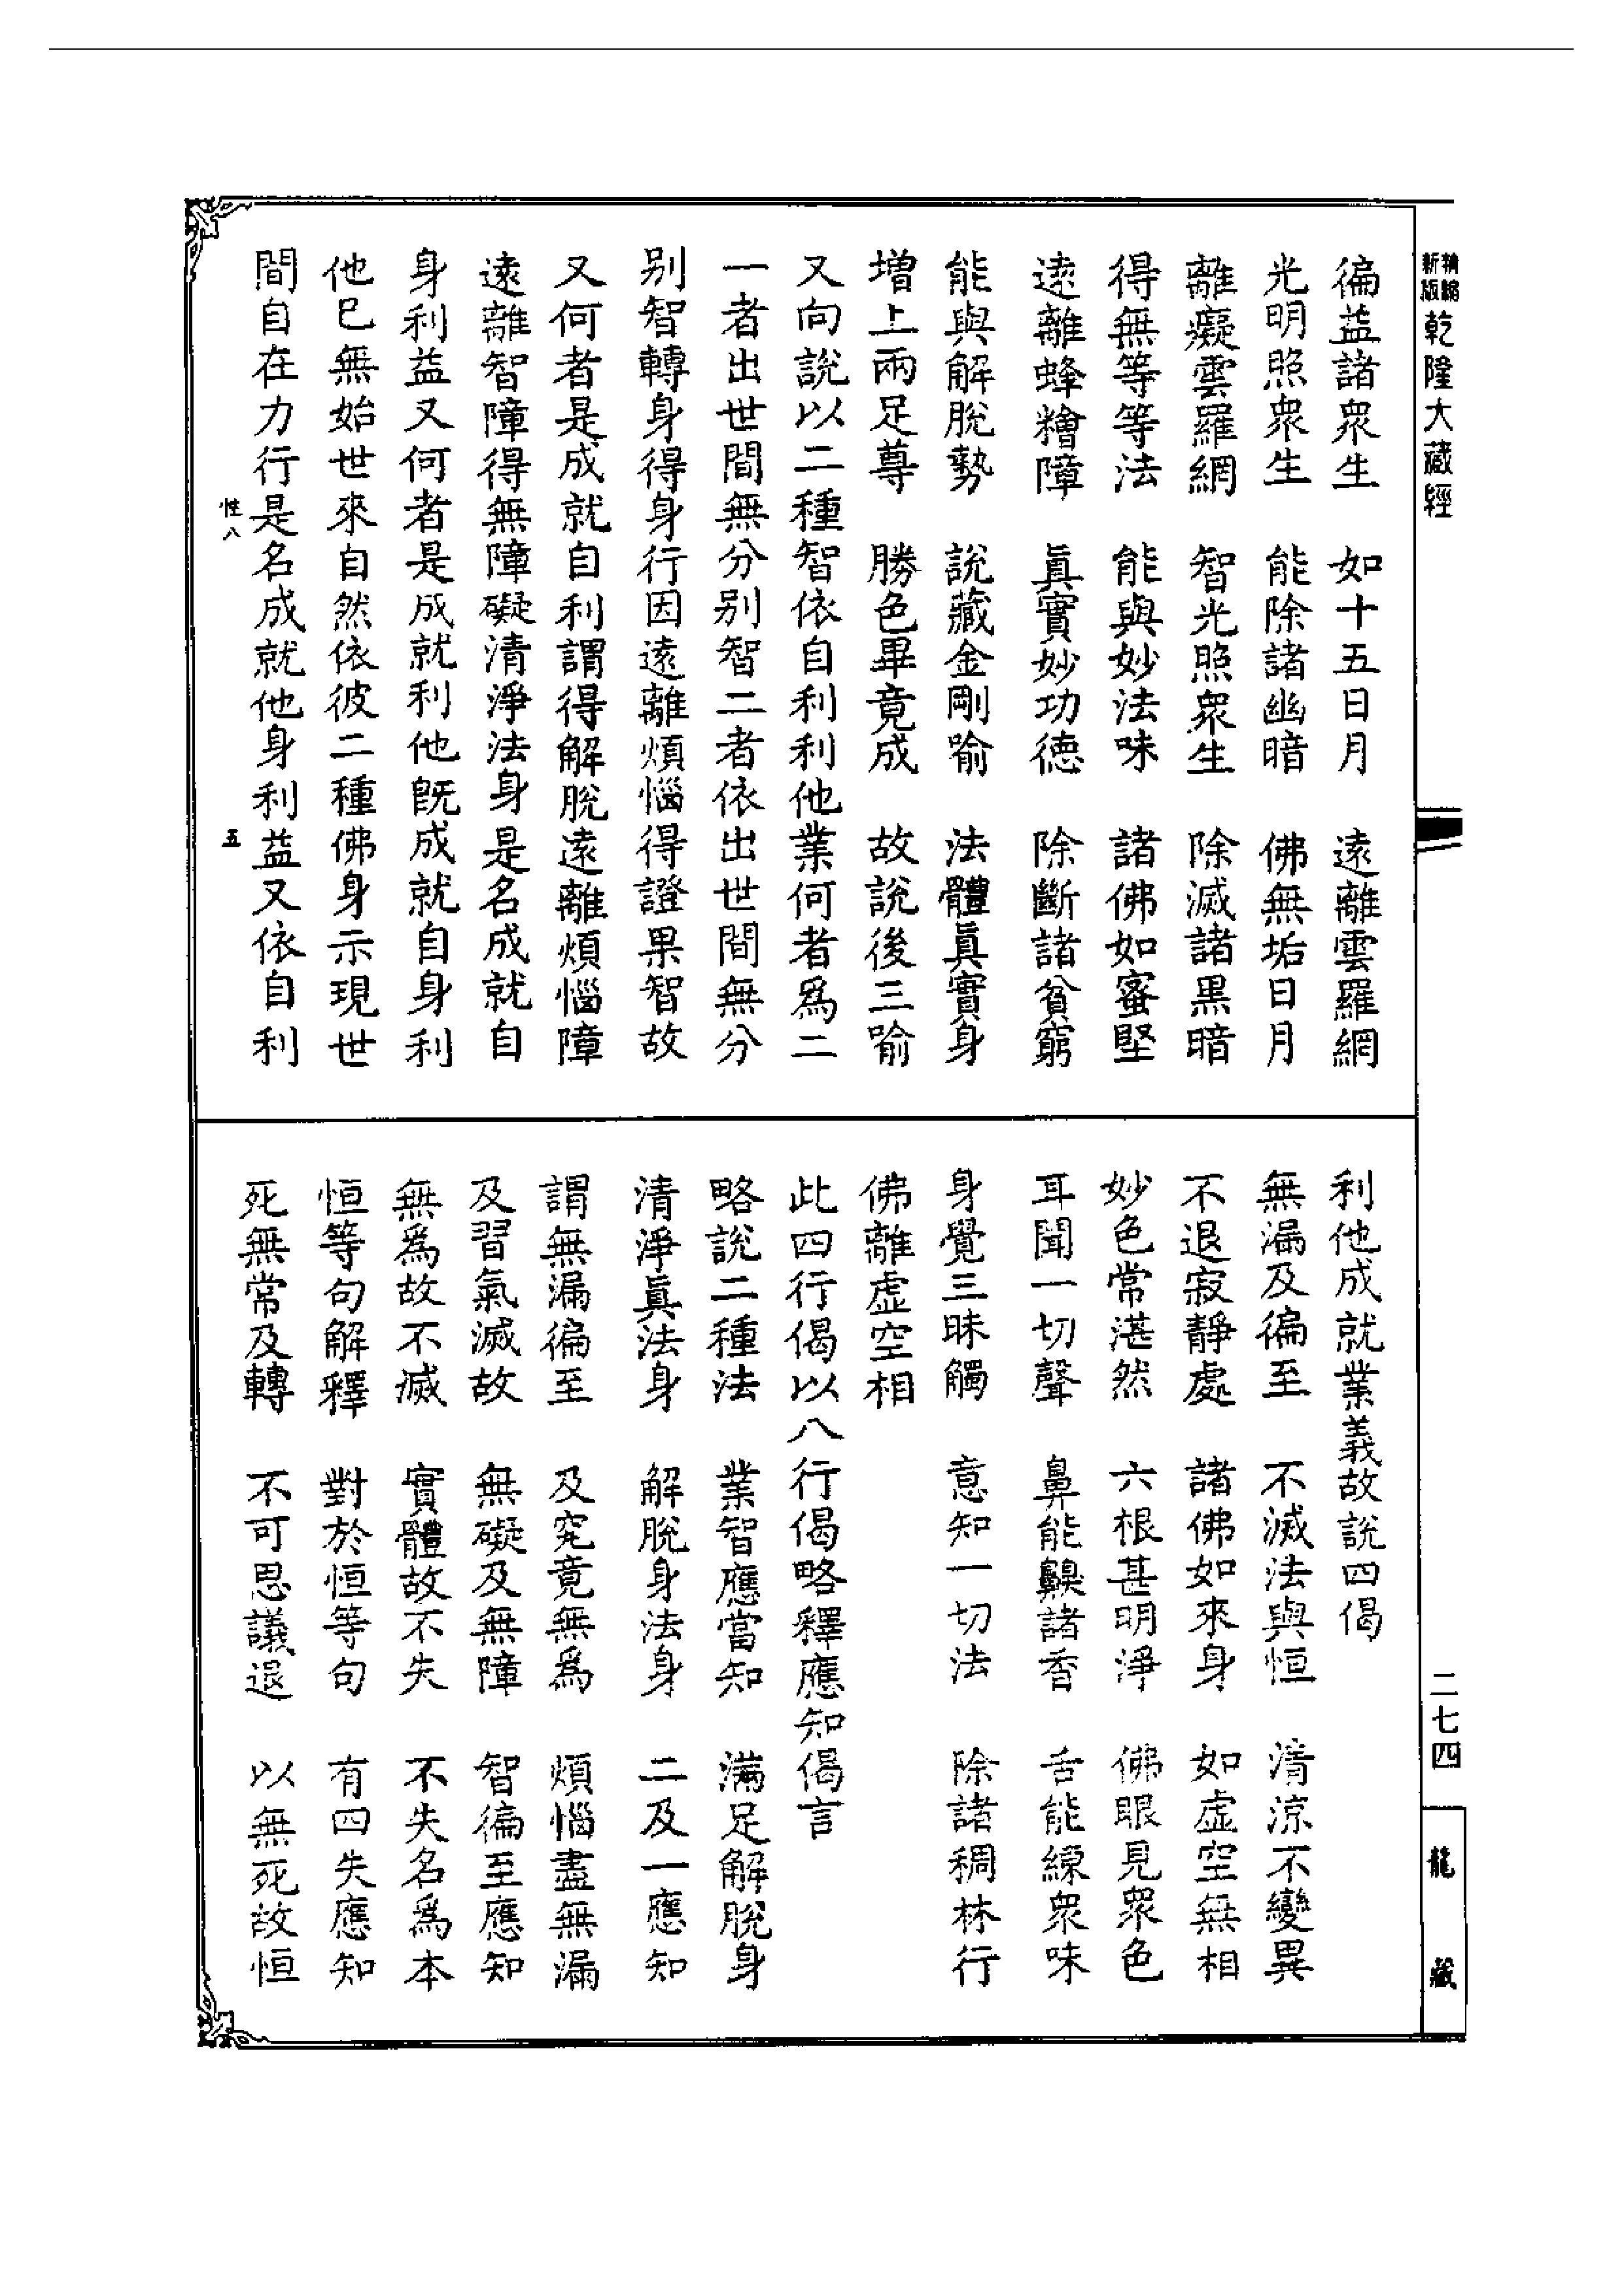 精縮
新版
乾隆大藏經
徧益諸眾生　如十五日月　遠離雲羅網
光明照眾生　能除諸幽暗　佛無垢日月
離癡雲羅網　智光照眾生　除滅諸黑暗
得無等等法　能與妙法味　諸佛如蜜堅
遠離蜂糩障　眞實妙功德　除斷諸貧窮
能與解脫勢　說藏金剛喻　法體眞實身
增上兩足尊　勝色畢竟成　故說後三喻
又向說以二種智依自利利他業何者爲二
一者出世間無分別智二者依出世間無分
別智轉身得身行因遠離煩惱得證果智故
又何者是成就自利謂得解脫遠離煩惱障
遠離智障得無障礙清淨法身是名成就自
身利益又何者是成就利他旣成就自身利
他已無始世來自然依彼二種佛身示現世
間自在力行是名成就他身利益又依自利
性八
五
利他成就業義故說四偈
無漏及徧至　不滅法與恒　清涼不變異
不退寂靜處　諸佛如來身　如虛空無相
妙色常湛然　六根甚明淨　佛眼見眾色
耳聞一切聲　鼻能齅諸香　舌能練眾味
身覺三昧觸　意知一切法　除諸稠林行
佛離虛空相
此四行偈以八行偈略釋應知偈言
略說二種法　業智應當知　滿足解脫身
清淨眞法身　解脫身法身　二及一應知
謂無漏徧至　及究竟無爲　煩惱盡無漏
及習氣滅故　無礙及無障　智徧至應知
無爲故不滅　實體故不失　不失名爲本
恒等句解釋　對於恒等句　有四失應知
死無常及轉　不可思議退　以無死故恒
二七四
龍藏